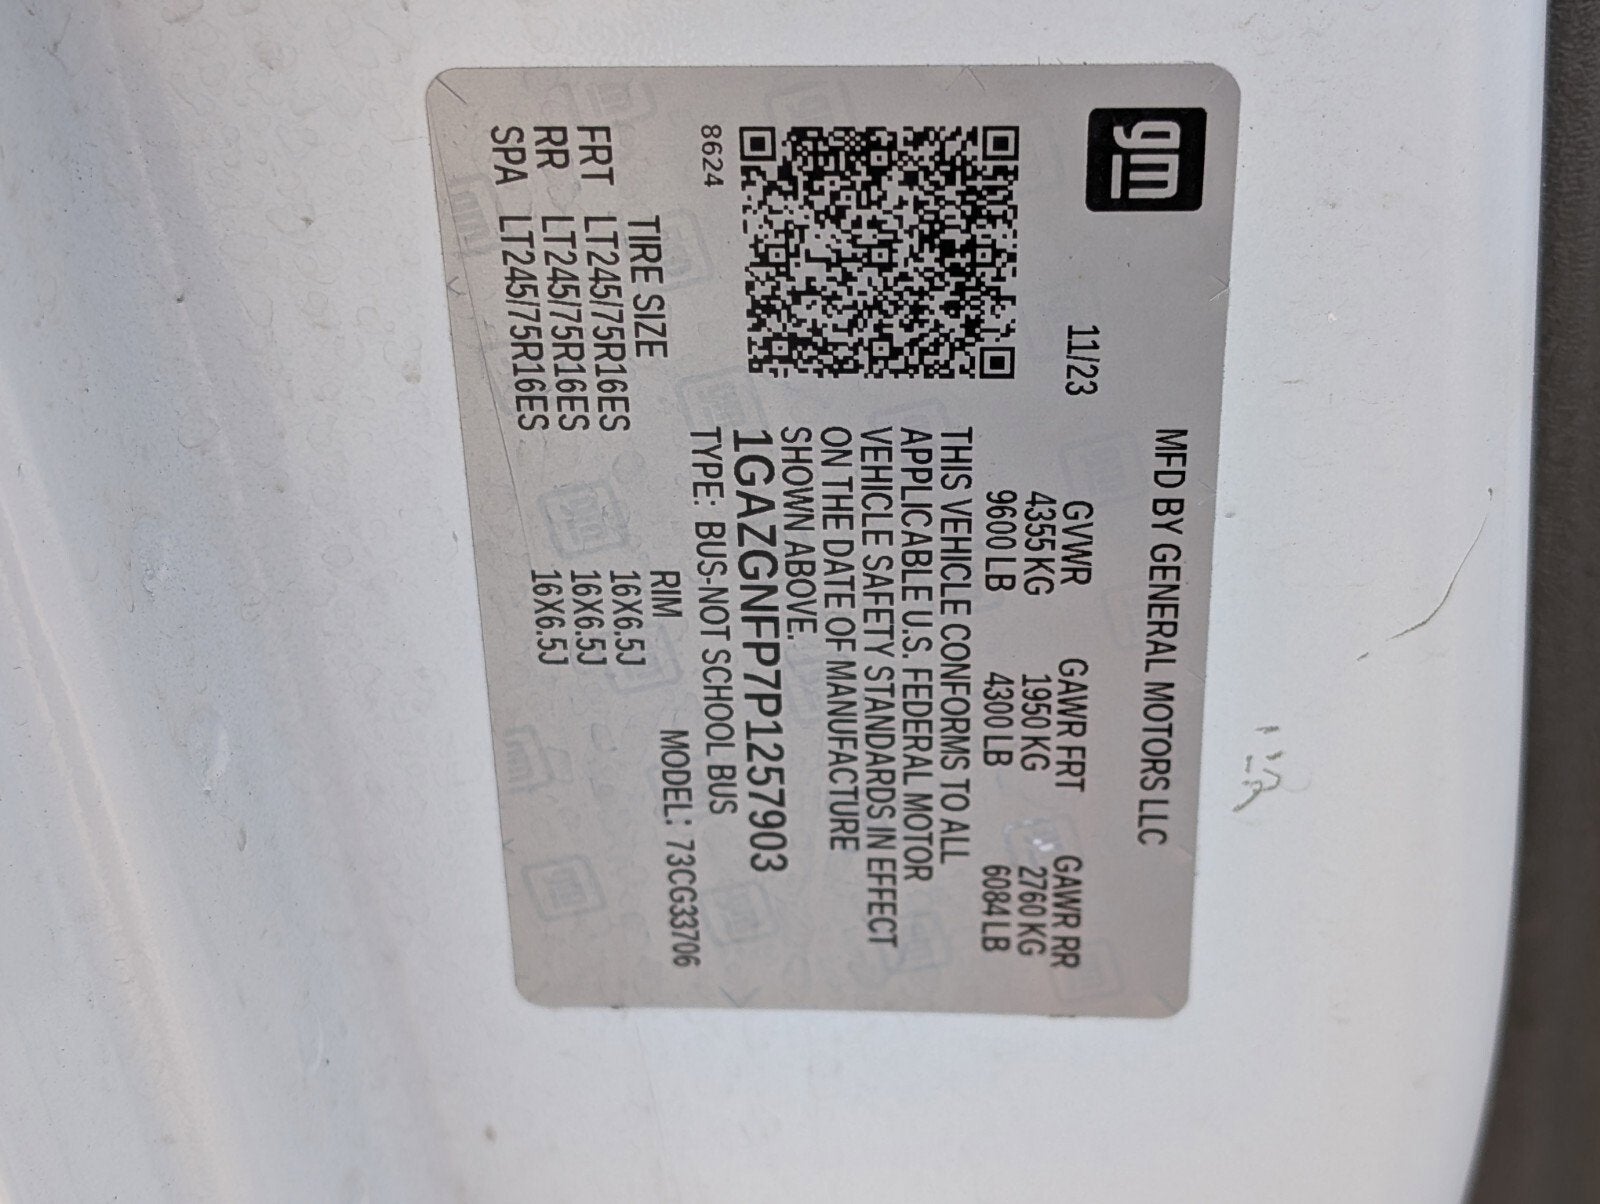 gm
MFD BY GENERAL MOTORS LLC
11/23 GVWR GAWR FRT GAWR RR
4355 KG 1950 KG 2760 KG
9600 LB 4300 LB 6084 LB
THIS VEHICLE CONFORMS TO ALL
APPLICABLE U.S. FEDERAL MOTOR
VEHICLE SAFETY STANDARDS IN EFFECT
ON THE DATE OF MANUFACTURE
SHOWN ABOVE.
1GAZGNFP7P1257903
8624 TYPE: BUS-NOT SCHOOL BUS
MODEL: 73CG33706
TIRE SIZE RIM
FRT LT245/75R16ES 16X6.5J
RR LT245/75R16ES 16X6.5J
SPA LT245/75R16ES 16X6.5J